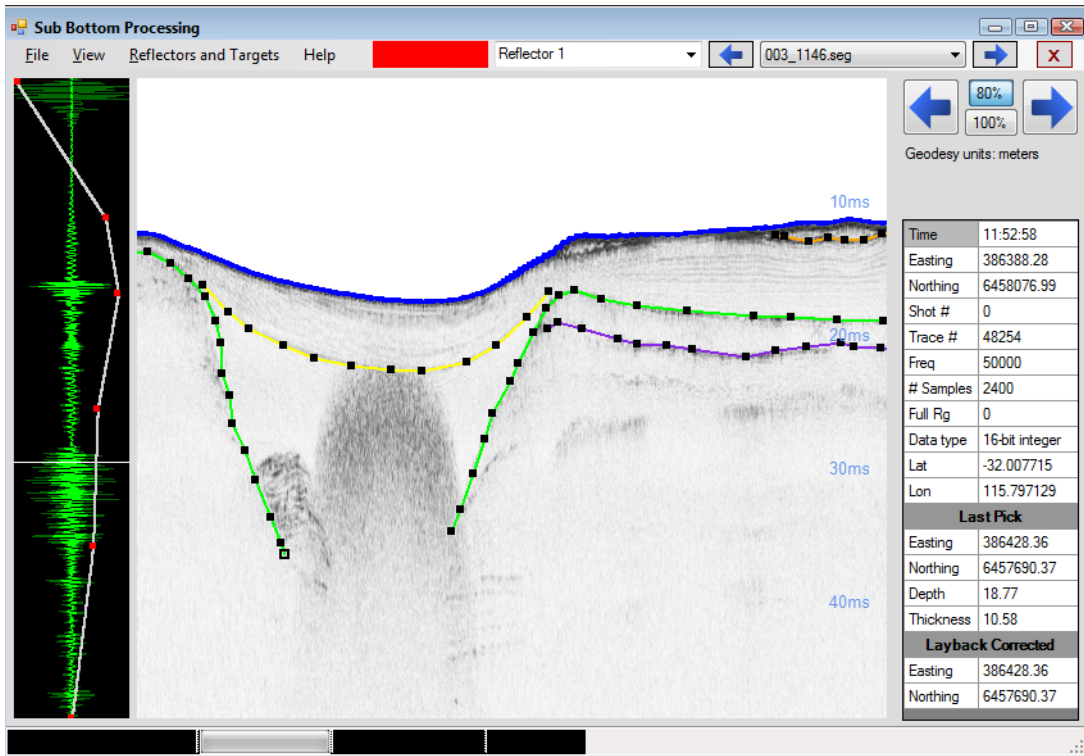 Sub Bottom Processing
File View Reflectors and Targets Help Reflector 1 003_1146.seg X
80%
100%
Geodesy units: meters
10ms
20ms
30ms
40ms
Time 11:52:58
Easting 386388.28
Northing 6458076.99
Shot # 0
Trace # 48254
Freq 50000
# Samples 2400
Full Rg 0
Data type 16-bit integer
Lat -32.007715
Lon 115.797129
Last Pick
Easting 386428.36
Northing 6457690.37
Depth 18.77
Thickness 10.58
Layback Corrected
Easting 386428.36
Northing 6457690.37